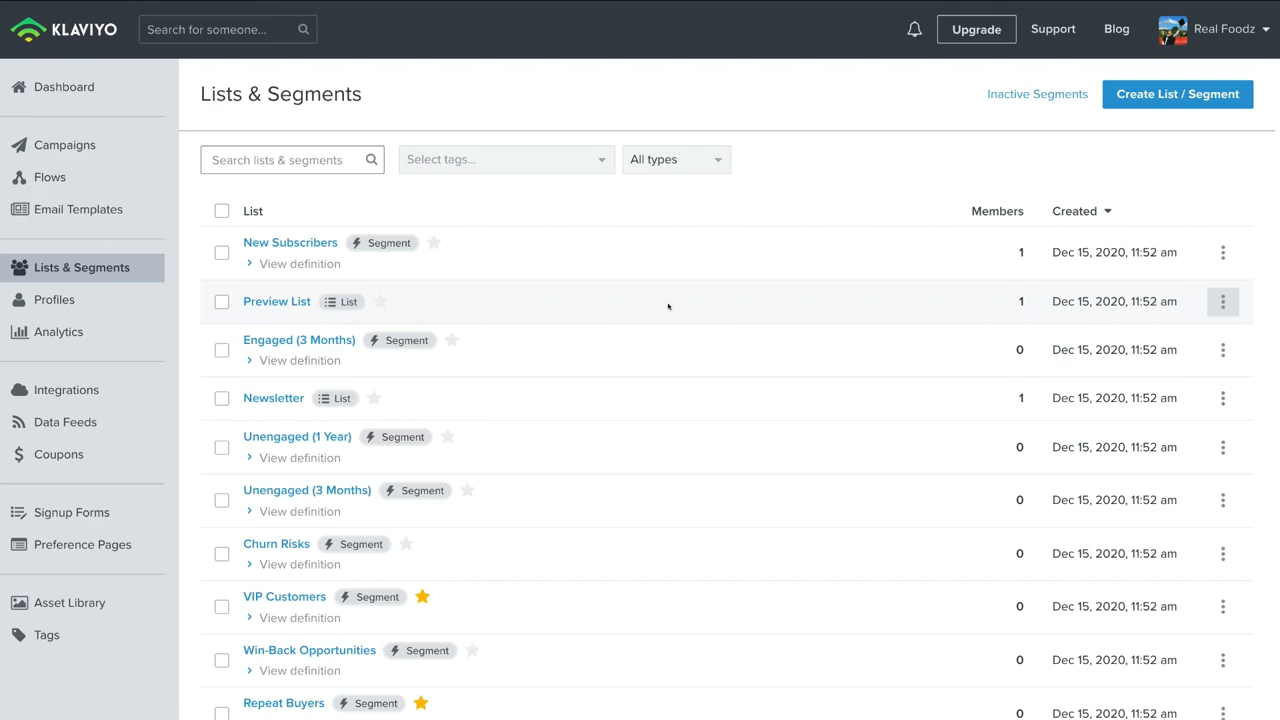 KLAVIYO
Search for someone...
Upgrade
Support
Blog
Real Foodz
Dashboard
Campaigns
Flows
Email Templates
Lists & Segments
Profiles
Analytics
Integrations
Data Feeds
Coupons
Signup Forms
Preference Pages
Asset Library
Tags
Lists & Segments
Inactive Segments
Create List / Segment
Search lists & segments
Select tags...
All types
List Members Created
New Subscribers Segment
View definition
1 Dec 15, 2020, 11:52 am
Preview List List 1 Dec 15, 2020, 11:52 am
Engaged (3 Months) Segment
View definition
0 Dec 15, 2020, 11:52 am
Newsletter List 1 Dec 15, 2020, 11:52 am
Unengaged (1 Year) Segment
View definition
0 Dec 15, 2020, 11:52 am
Unengaged (3 Months) Segment
View definition
0 Dec 15, 2020, 11:52 am
Churn Risks Segment
View definition
0 Dec 15, 2020, 11:52 am
VIP Customers Segment
View definition
0 Dec 15, 2020, 11:52 am
Win-Back Opportunities Segment
View definition
0 Dec 15, 2020, 11:52 am
Repeat Buyers Segment
0 Dec 15, 2020, 11:52 am